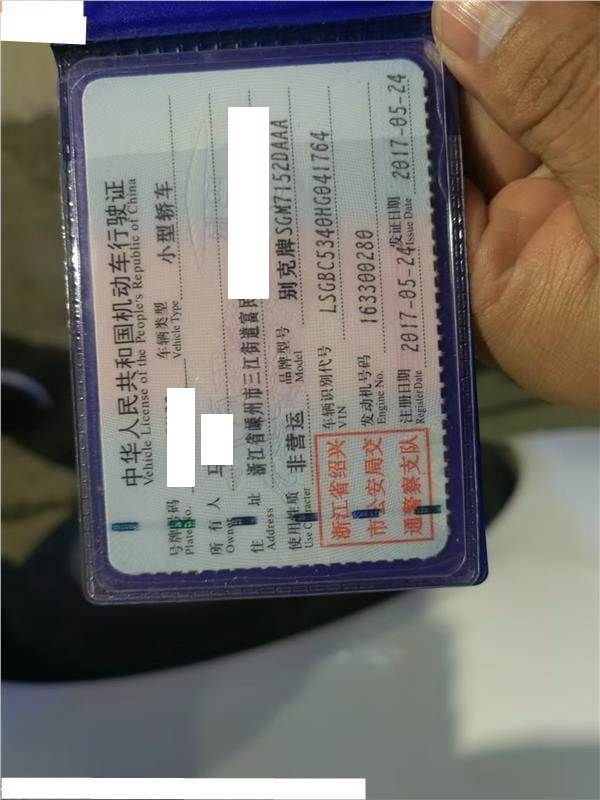 中华人民共和国机动车行驶证
Vehicle License of the People's Republic of China
号牌号码
Plate No.
车辆类型 小型轿车
Vehicle Type
所有人
Owner
住址 浙江省嵊州市三江街道富民
Address
使用性质 非营运
Use Character
品牌型号 别克牌SGM7152DAAA
Model
浙江省绍兴
市公安局交
通警察支队
车辆识别代号 LSGBC5340HG041764
VIN
发动机号码 163300280
Engine No.
注册日期 2017-05-24
Register Date
发证日期 2017-05-24
Issue Date